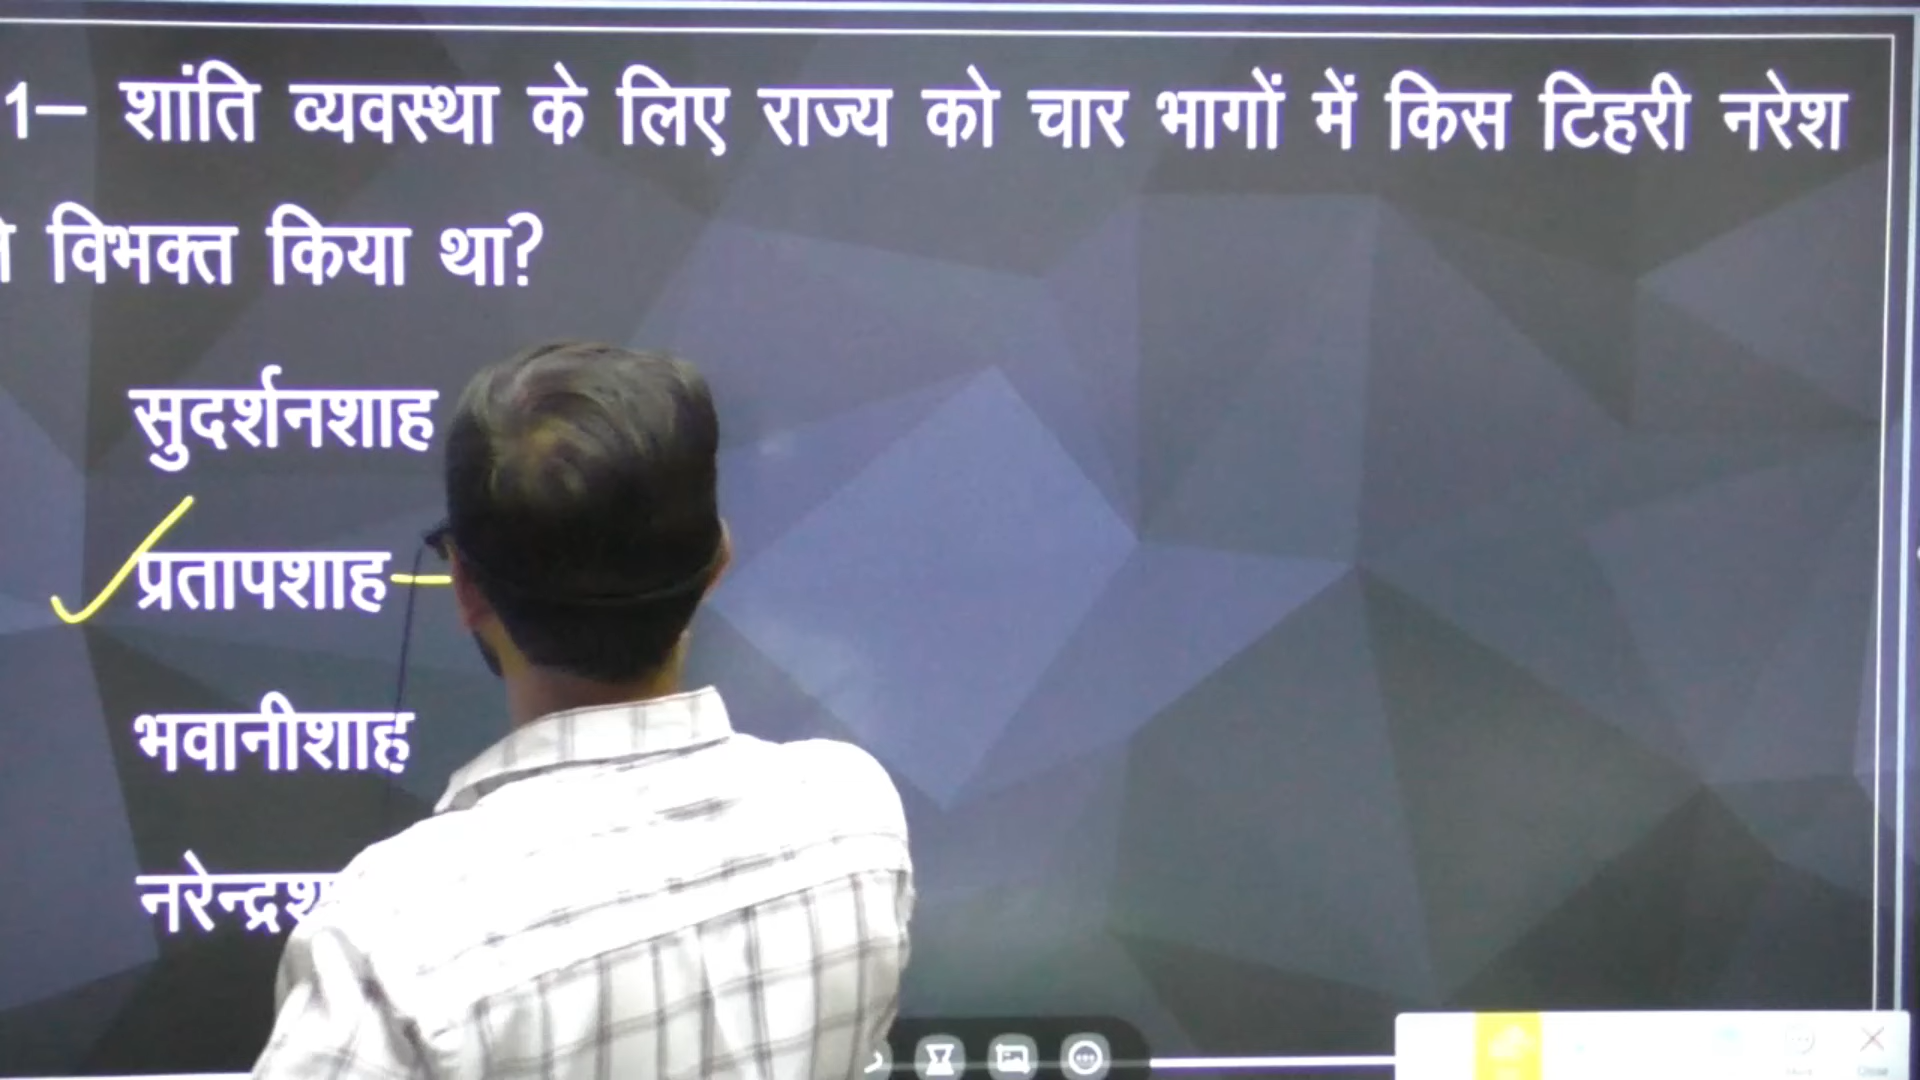 1– शांति व्यवस्था के लिए राज्य को चार भागों में किस टिहरी नरेश
विभक्त किया था?
सुदर्शनशाह
प्रतापशाह
भवानीशाह